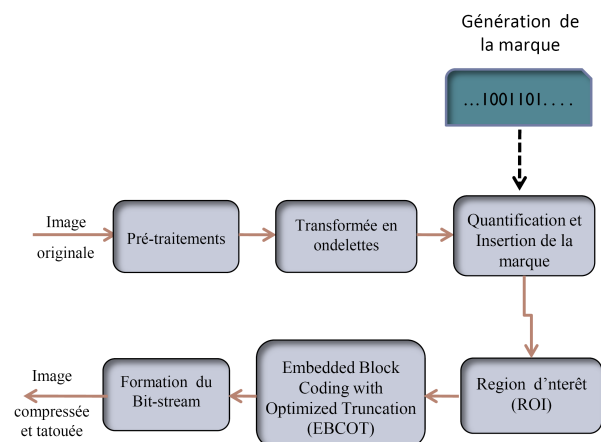 Génération de
la marque
...1001101....
Image
originale
Pré-traitements
Transformée en
ondelettes
Quantification et
Insertion de la
marque
Region d'nterêt
(ROI)
Embedded Block
Coding with
Optimized Truncation
(EBCOT)
Formation du
Bit-stream
Image
compressée
et tatouée